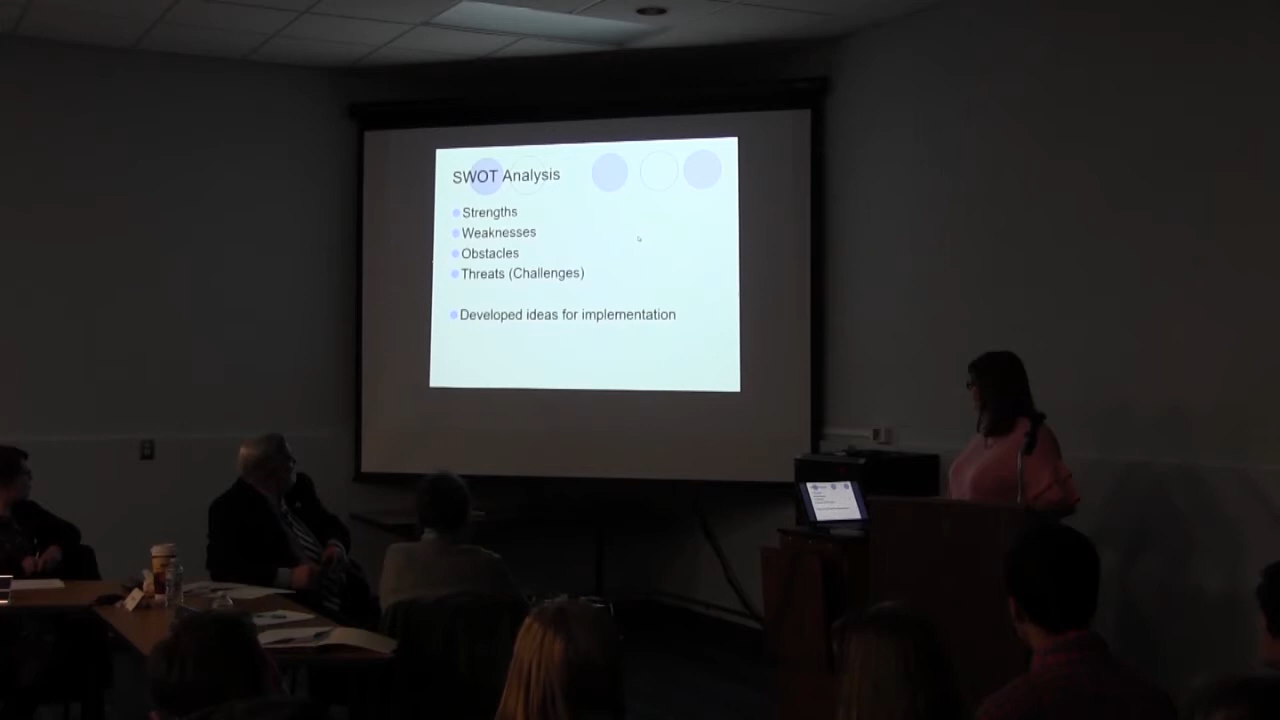 SWOT Analysis
Strengths
Weaknesses
Obstacles
Threats (Challenges)
Developed ideas for implementation